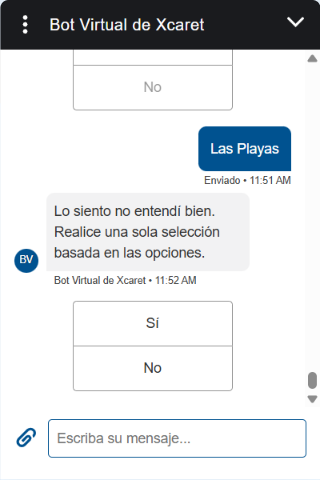 Bot Virtual de Xcaret
No
Las Playas
Enviado • 11:51 AM
Lo siento no entendí bien.
Realice una sola selección
basada en las opciones.
BV
Bot Virtual de Xcaret • 11:52 AM
Sí
No
Escriba su mensaje...